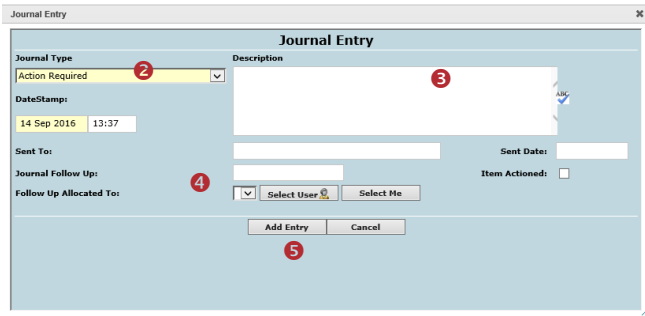 Journal Entry
Journal Entry
Journal Type
Description
Action Required
2
3
ABC
DateStamp:
14 Sep 2016 13:37
Sent To:
Sent Date:
Journal Follow Up:
Item Actioned:
4
Follow Up Allocated To:
Select User
Select Me
Add Entry
Cancel
5